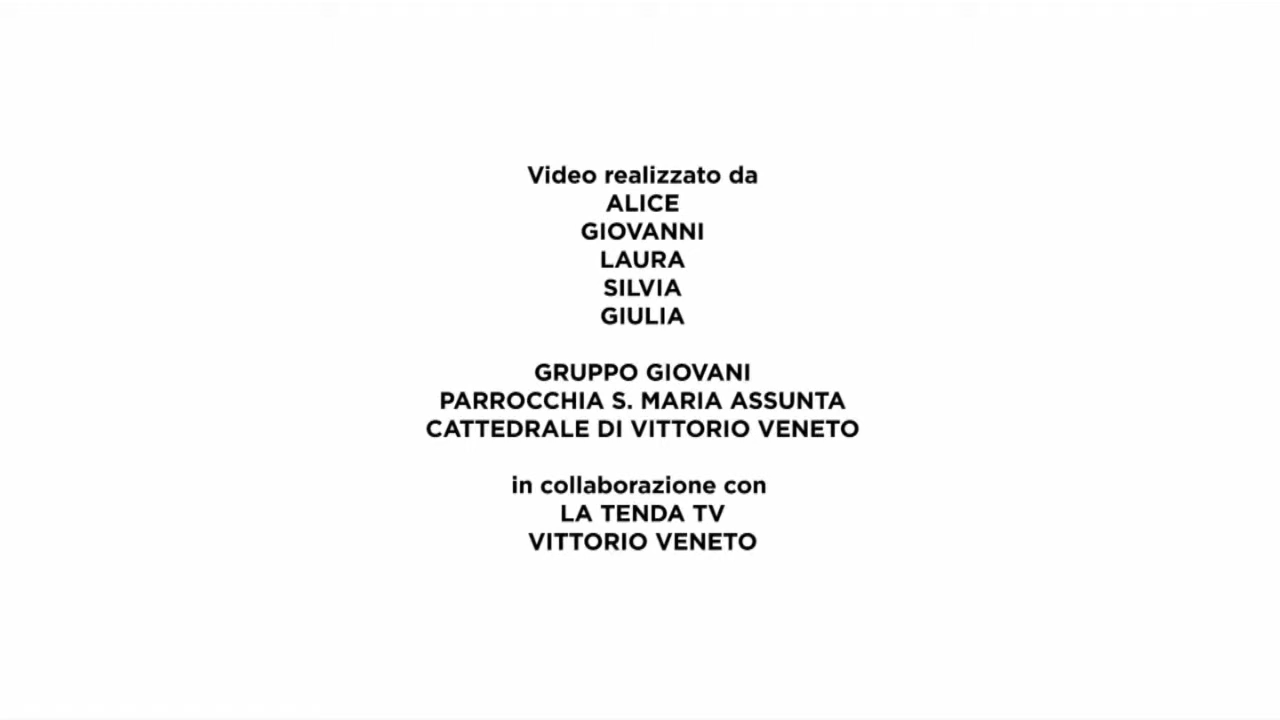 Video realizzato da
ALICE
GIOVANNI
LAURA
SILVIA
GIULIA
GRUPPO GIOVANI
PARROCCHIA S. MARIA ASSUNTA
CATTEDRALE DI VITTORIO VENETO
in collaborazione con
LA TENDA TV
VITTORIO VENETO